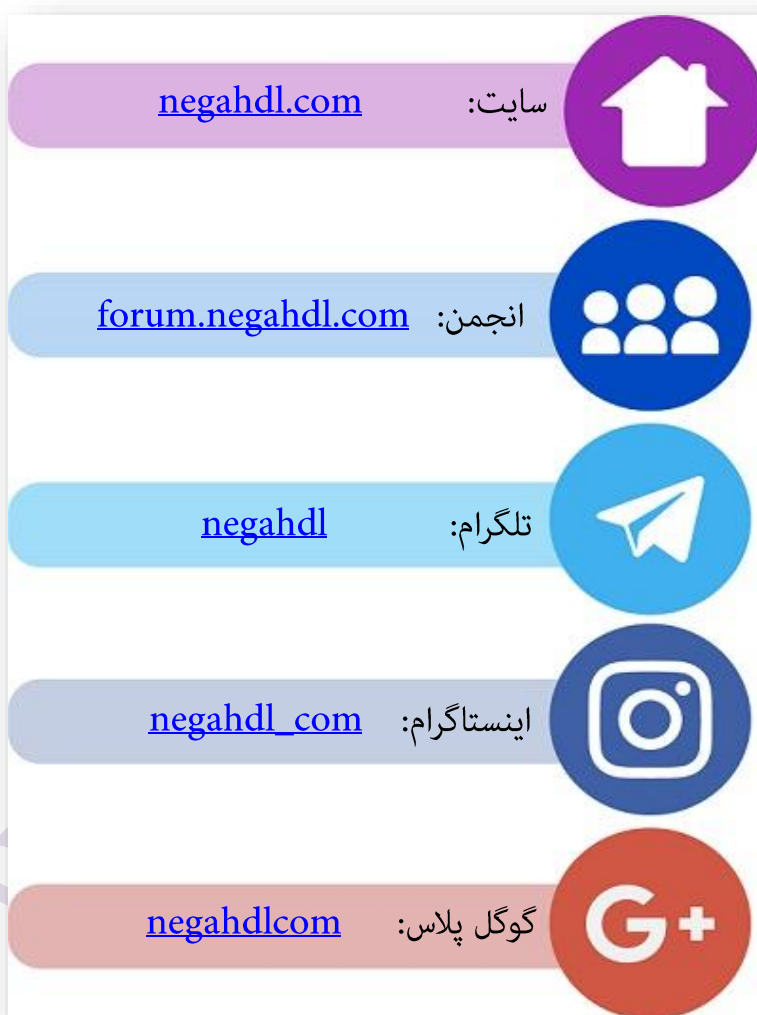 سایت: negahdl.com
انجمن: forum.negahdl.com
تلگرام: negahdl
اینستاگرام: negahdl_com
گوگل پلاس: negahdlcom
G+